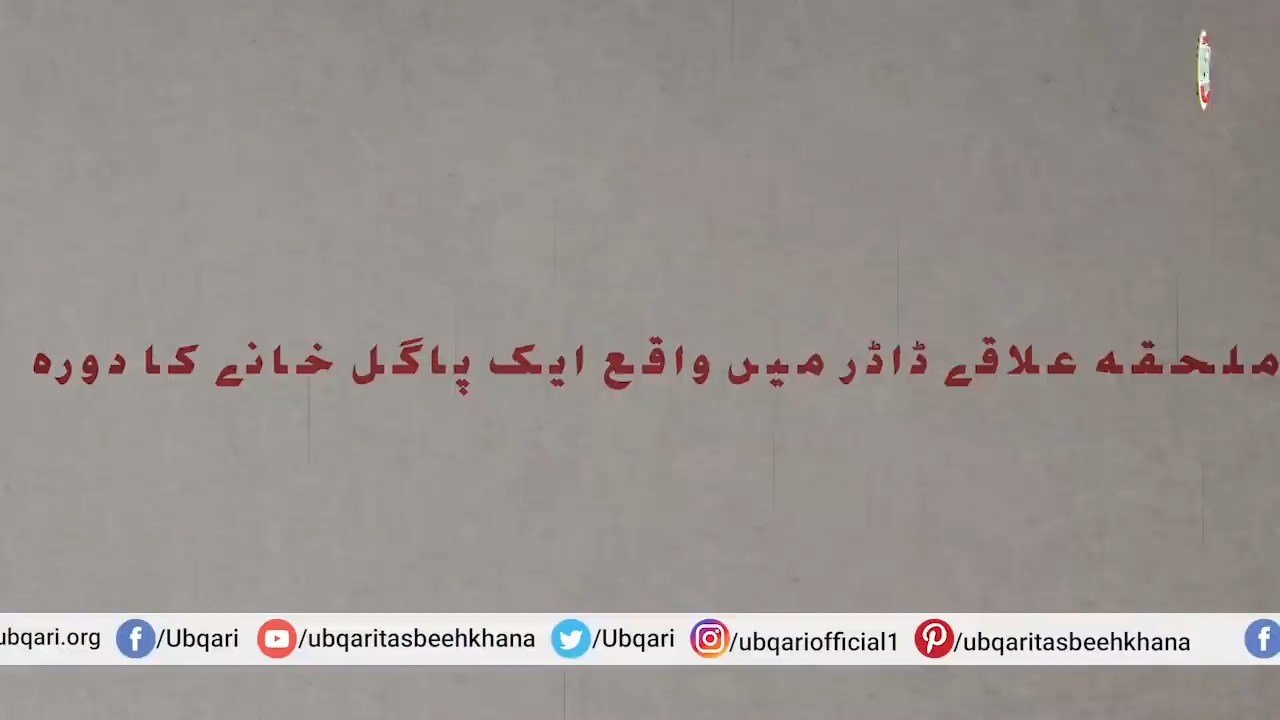 ملحقہ علاقے ڈاڈر میں واقع ایک پاگل خانے کا دورہ
ubqari.org /Ubqari /ubqaritasbeehkhana /Ubqari /ubqariofficial1 /ubqaritasbeehkhana